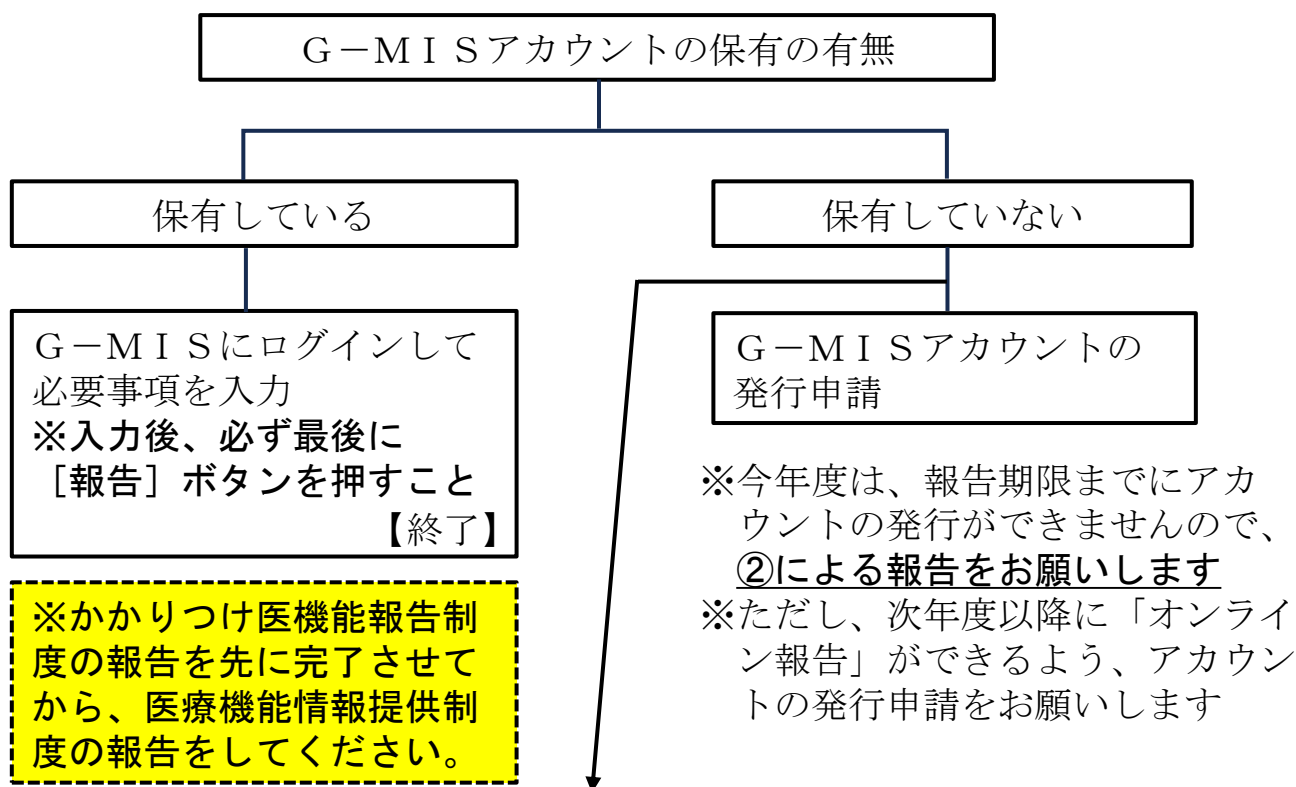 Ｇ－ＭＩＳアカウントの保有の有無
保有している
保有していない
Ｇ－ＭＩＳにログインして
必要事項を入力
※入力後、必ず最後に
［報告］ボタンを押すこと
【終了】
※かかりつけ医機能報告制
度の報告を先に完了させて
から、医療機能情報提供制
度の報告をしてください。
Ｇ－ＭＩＳアカウントの
発行申請
※今年度は、報告期限までにアカ
ウントの発行ができませんので、
②による報告をお願いします
※ただし、次年度以降に「オンライ
ン報告」ができるよう、アカウン
トの発行申請をお願いします